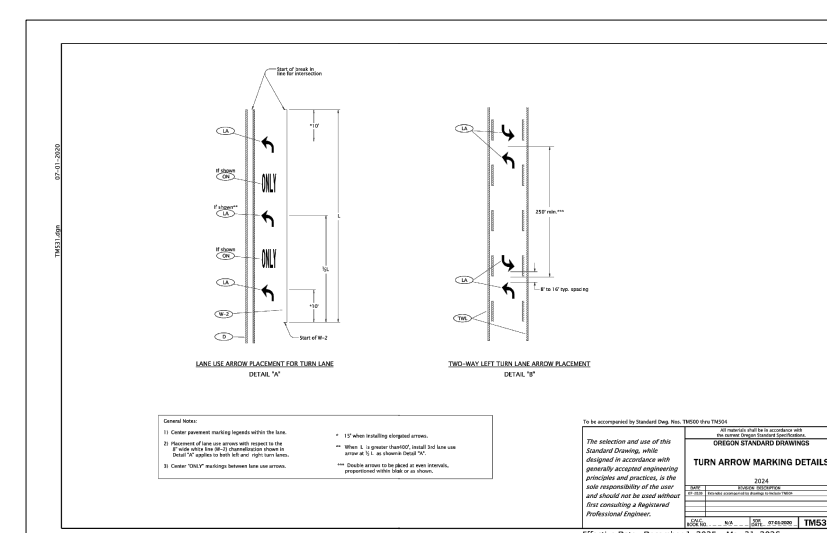 TM531.dgn 07-01-2020
Start of break in
line for intersection
LA
*10'
If shown
ON
ONLY
If shown**
LA
L
If shown
ON
ONLY
½L
LA
*10'
W-2
D
Start of W-2
LANE USE ARROW PLACEMENT FOR TURN LANE
DETAIL "A"
LA
250' min.***
LA
8' to 16' typ. spacing
TWL
TWO-WAY LEFT TURN LANE ARROW PLACEMENT
DETAIL "B"
General Notes:
1) Center pavement marking legends within the lane.
2) Placement of lane use arrows with respect to the
8" wide white line (W-2) channelization shown in
Detail "A" applies to both left and right turn lanes.
3) Center "ONLY" markings between lane use arrows.
* 15' when installing elongated arrows.
** When L is greater than 400', install 3rd lane use
arrow at ½ L as shown in Detail "A".
*** Double arrows to be placed at even intervals,
proportioned within block or as shown.
To be accompanied by Standard Dwg. Nos. TM500 thru TM504
The selection and use of this
Standard Drawing, while
designed in accordance with
generally accepted engineering
principles and practices, is the
sole responsibility of the user
and should not be used without
first consulting a Registered
Professional Engineer.
All materials shall be in accordance with
the current Oregon Standard Specifications.
OREGON STANDARD DRAWINGS
TURN ARROW MARKING DETAILS
2024
DATE REVISION DESCRIPTION
CALC. BOOK NO. N/A
SDR DATE 07-01-2020
TM53